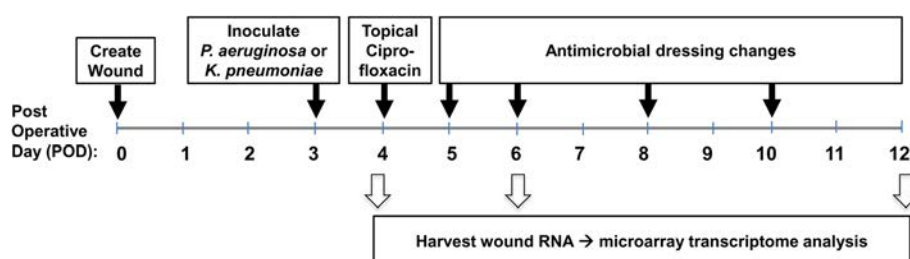 Create
Wound
Inoculate
P. aeruginosa or
K. pneumoniae
Topical
Cipro-
floxacin
Antimicrobial dressing changes
Post
Operative
Day (POD):
0 1 2 3 4 5 6 7 8 9 10 11 12
Harvest wound RNA → microarray transcriptome analysis